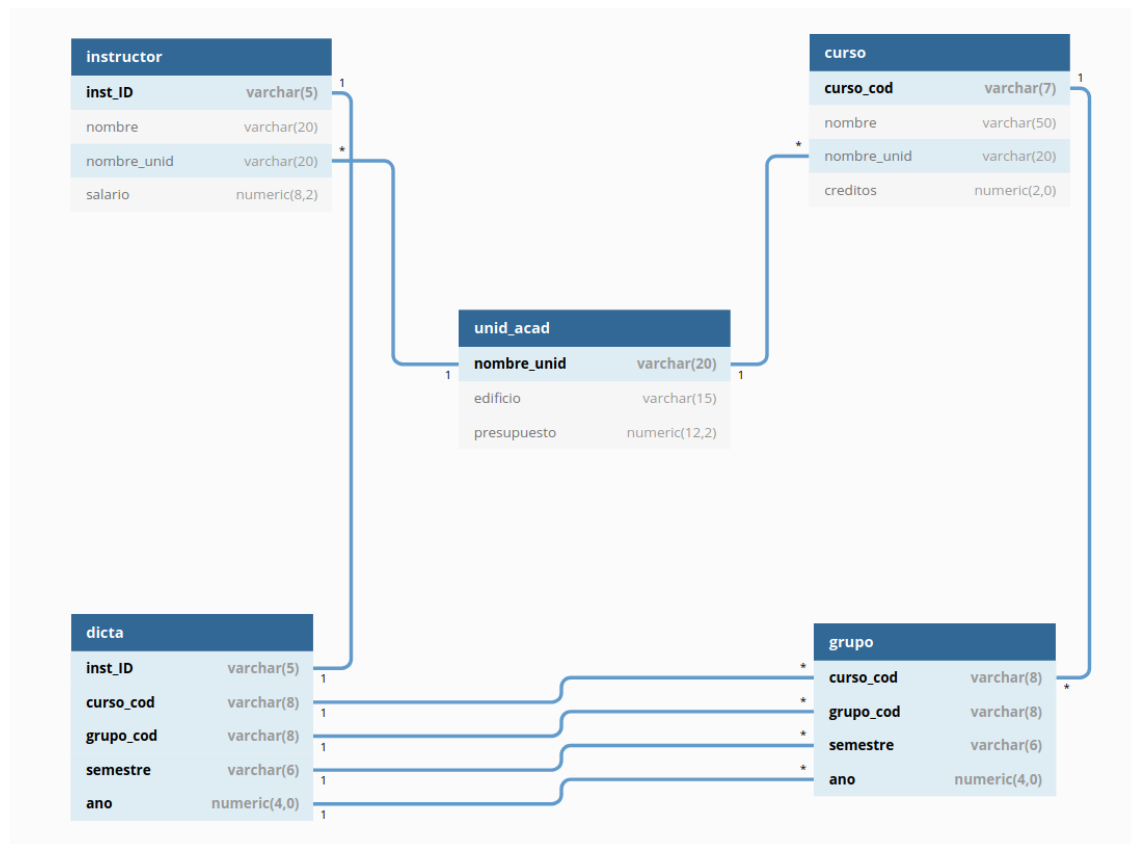 instructor
inst_ID varchar(5)
nombre varchar(20)
nombre_unid varchar(20)
salario numeric(8,2)
1
*
curso
curso_cod varchar(7)
nombre varchar(50)
nombre_unid varchar(20)
creditos numeric(2,0)
1
*
unid_acad
nombre_unid varchar(20)
edificio varchar(15)
presupuesto numeric(12,2)
1
1
dicta
inst_ID varchar(5)
curso_cod varchar(8)
grupo_cod varchar(8)
semestre varchar(6)
ano numeric(4,0)
1
1
1
1
1
grupo
curso_cod varchar(8)
grupo_cod varchar(8)
semestre varchar(6)
ano numeric(4,0)
*
*
*
*
*